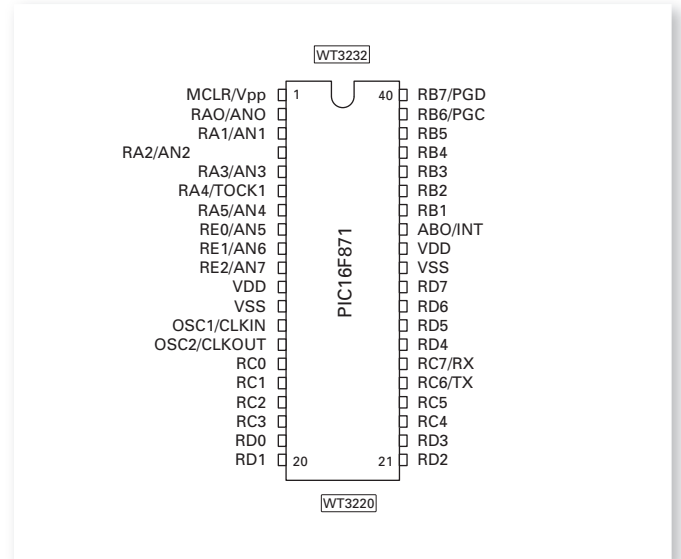 WT3232
MCLR/Vpp 1 40 RB7/PGD
RAO/ANO RB6/PGC
RA1/AN1 RB5
RA2/AN2 RB4
RA3/AN3 RB3
RA4/TOCK1 RB2
RA5/AN4 RB1
RE0/AN5 ABO/INT
RE1/AN6 VDD
RE2/AN7 VSS
VDD RD7
VSS RD6
OSC1/CLKIN RD5
OSC2/CLKOUT RD4
RC0 RC7/RX
RC1 RC6/TX
RC2 RC5
RC3 RC4
RD0 RD3
RD1 20 21 RD2
PIC16F871
WT3220